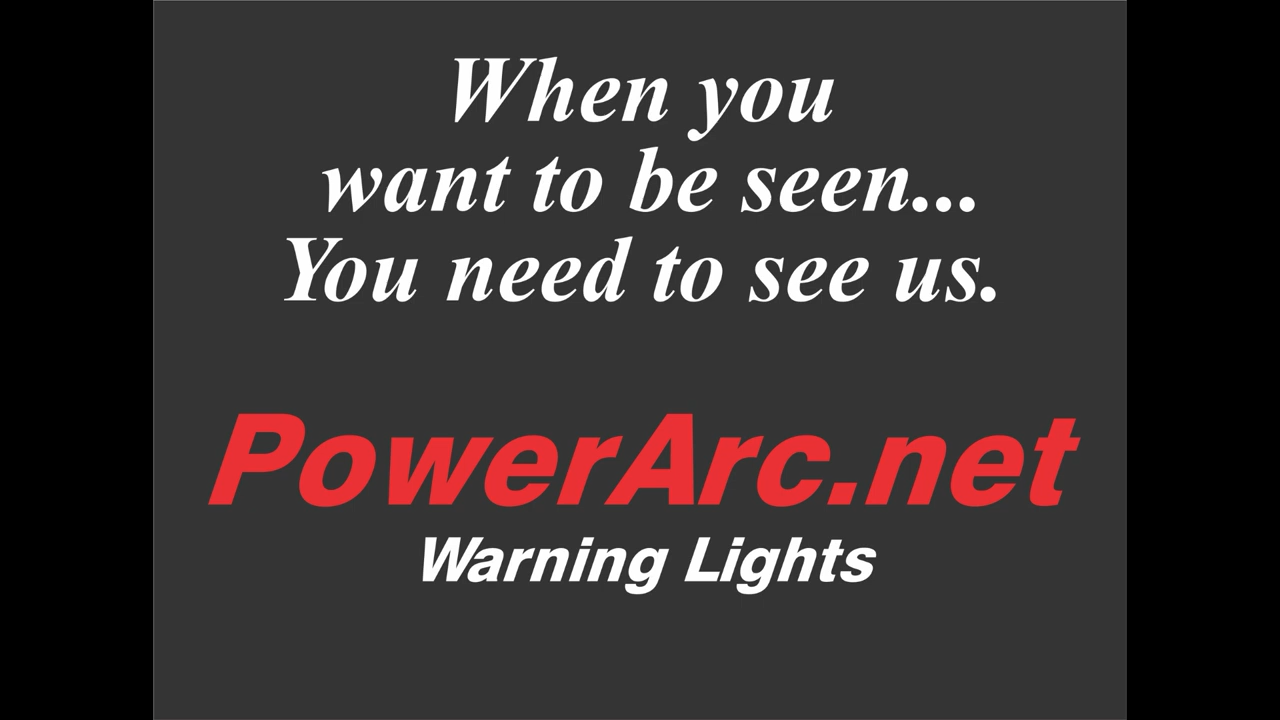 When you
want to be seen...
You need to see us.
PowerArc.net
Warning Lights